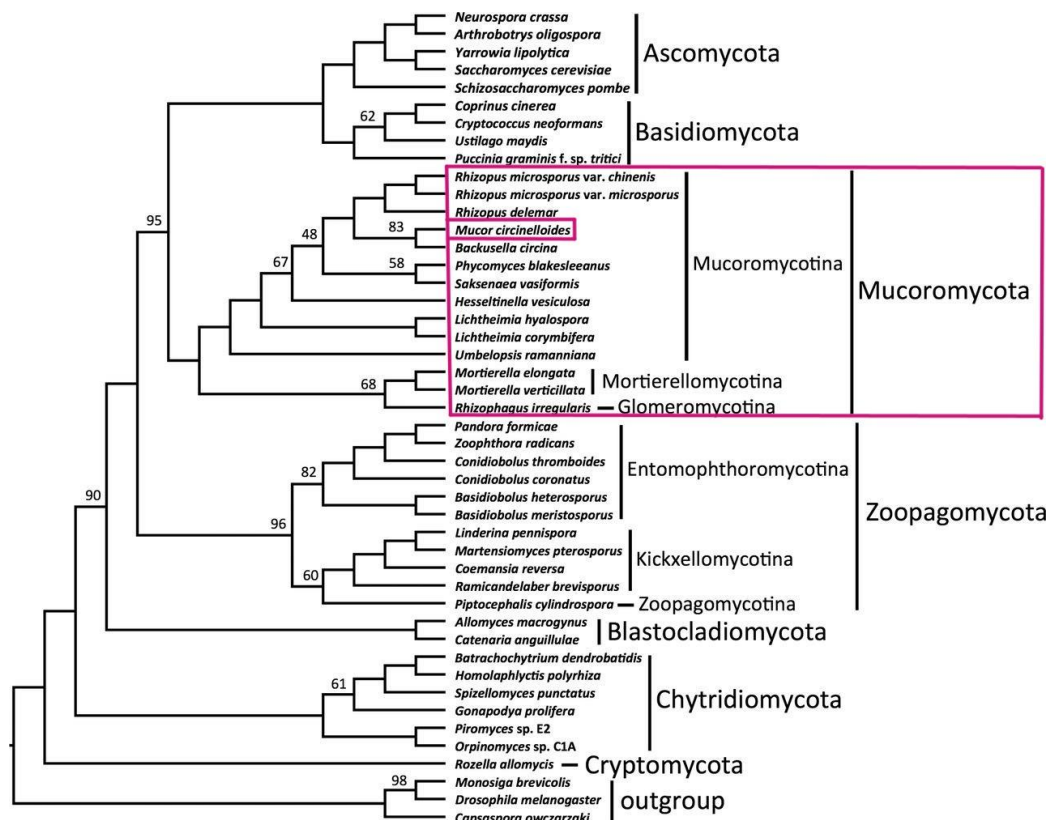 Neurospora crassa
Arthrobotrys oligospora
Yarrowia lipolytica
Saccharomyces cerevisiae
Schizosaccharomyces pombe
Ascomycota
Coprinus cinerea
62
Cryptococcus neoformans
Ustilago maydis
Puccinia graminis f. sp. tritici
Basidiomycota
95
Rhizopus microsporus var. chinenis
Rhizopus microsporus var. microsporus
Rhizopus delemar
83
Mucor circinelloides
48
Backusella circina
67
58
Phycomyces blakesleeanus
Saksenaea vasiformis
Hesseltinella vesiculosa
Lichtheimia hyalospora
Lichtheimia corymbifera
Umbelopsis ramanniana
Mucoromycotina
Mucoromycota
68
Mortierella elongata
Mortierella verticillata
Mortierellomycotina
Rhizophagus irregularis
Glomeromycotina
Pandora formicae
Zoophthora radicans
Conidiobolus thromboides
82
Conidiobolus coronatus
Basidiobolus heterosporus
Basidiobolus meristosporus
Entomophthoromycotina
90
96
Zoopagomycota
Linderina pennispora
Martensiomyces pterosporus
Coemansia reversa
60
Ramicandelaber brevisporus
Kickxellomycotina
Piptocephalis cylindrospora
Zoopagomycotina
Allomyces macrogynus
Catenaria anguillulae
Blastocladiomycota
Batrachochytrium dendrobatidis
Homolaphlyctis polyrhiza
61
Spizellomyces punctatus
Gonapodya prolifera
Piromyces sp. E2
Orpinomyces sp. C1A
Chytridiomycota
Rozella allomycis
Cryptomycota
98
Monosiga brevicolis
Drosophila melanogaster
Capsaspora owczarzaki
outgroup